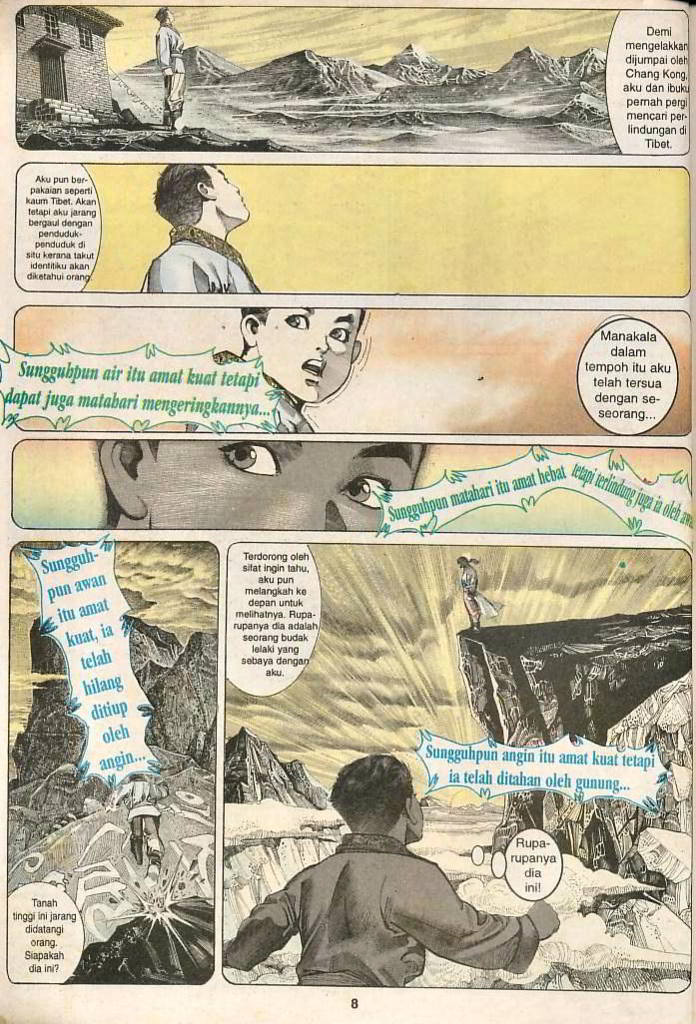 Demi
mengelakkan
dijumpai oleh
Chang Kong,
aku dan ibuku
pernah pergi
mencari per-
lindungan di
Tibet.
Aku pun ber-
pakaian seperti
kaum Tibet. Akan
tetapi aku jarang
bergaul dengan
penduduk-
penduduk di
situ kerana takut
identitiku akan
diketahui orang.
Sungguhpun air itu amat kuat tetapi
dapat juga matahari mengeringkannya...
Manakala
dalam
tempoh itu aku
telah tersua
dengan se-
seorang...
Sungguhpun matahari itu amat hebat tetapi terlindung juga ia oleh
Sungguh-
pun awan
itu amat
kuat, ia
telah
hilang
ditiup
oleh
angin...
Tanah
tinggi ini jarang
didatangi
orang.
Siapakah
dia ini?
Terdorong oleh
sifat ingin tahu,
aku pun
melangkah ke
depan untuk
melihatnya. Rupa-
rupanya dia adalah
seorang budak
lelaki yang
sebaya dengan
aku.
Sungguhpun angin itu amat kuat tetapi
ia telah ditahan oleh gunung...
Rupa-
rupanya
dia
ini!
8